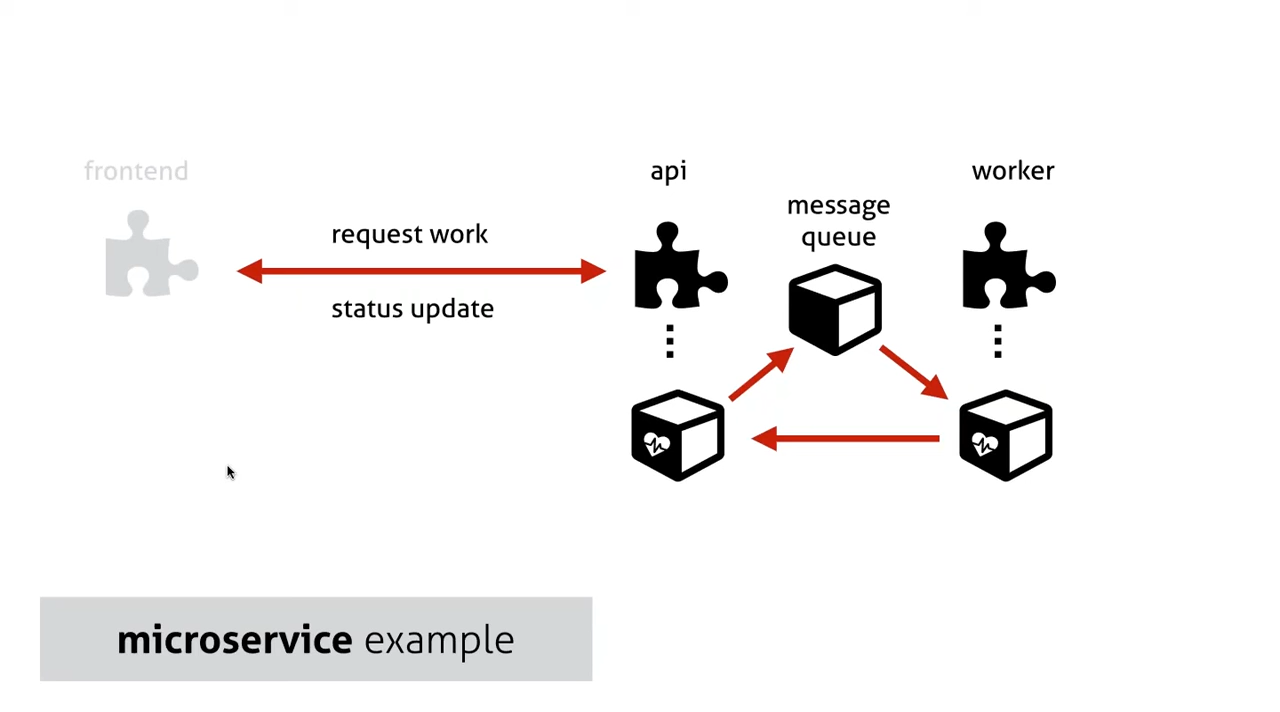 frontend
api
worker
message
queue
request work
status update
microservice example